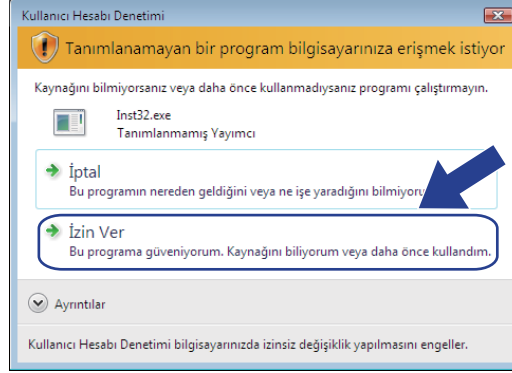 Kullanıcı Hesabı Denetimi
Tanımlanamayan bir program bilgisayarınıza erişmek istiyor
Kaynağını bilmiyorsanız veya daha önce kullanmadıysanız programı çalıştırmayın.
Inst32.exe
Tanımlanmamış Yayımcı
İptal
Bu programın nereden geldiğini veya ne işe yaradığını
İzin Ver
Bu programa güveniyorum. Kaynağını biliyorum veya daha önce kullandım.
Ayrıntılar
Kullanıcı Hesabı Denetimi bilgisayarınızda izinsiz değişiklik yapılmasını engeller.